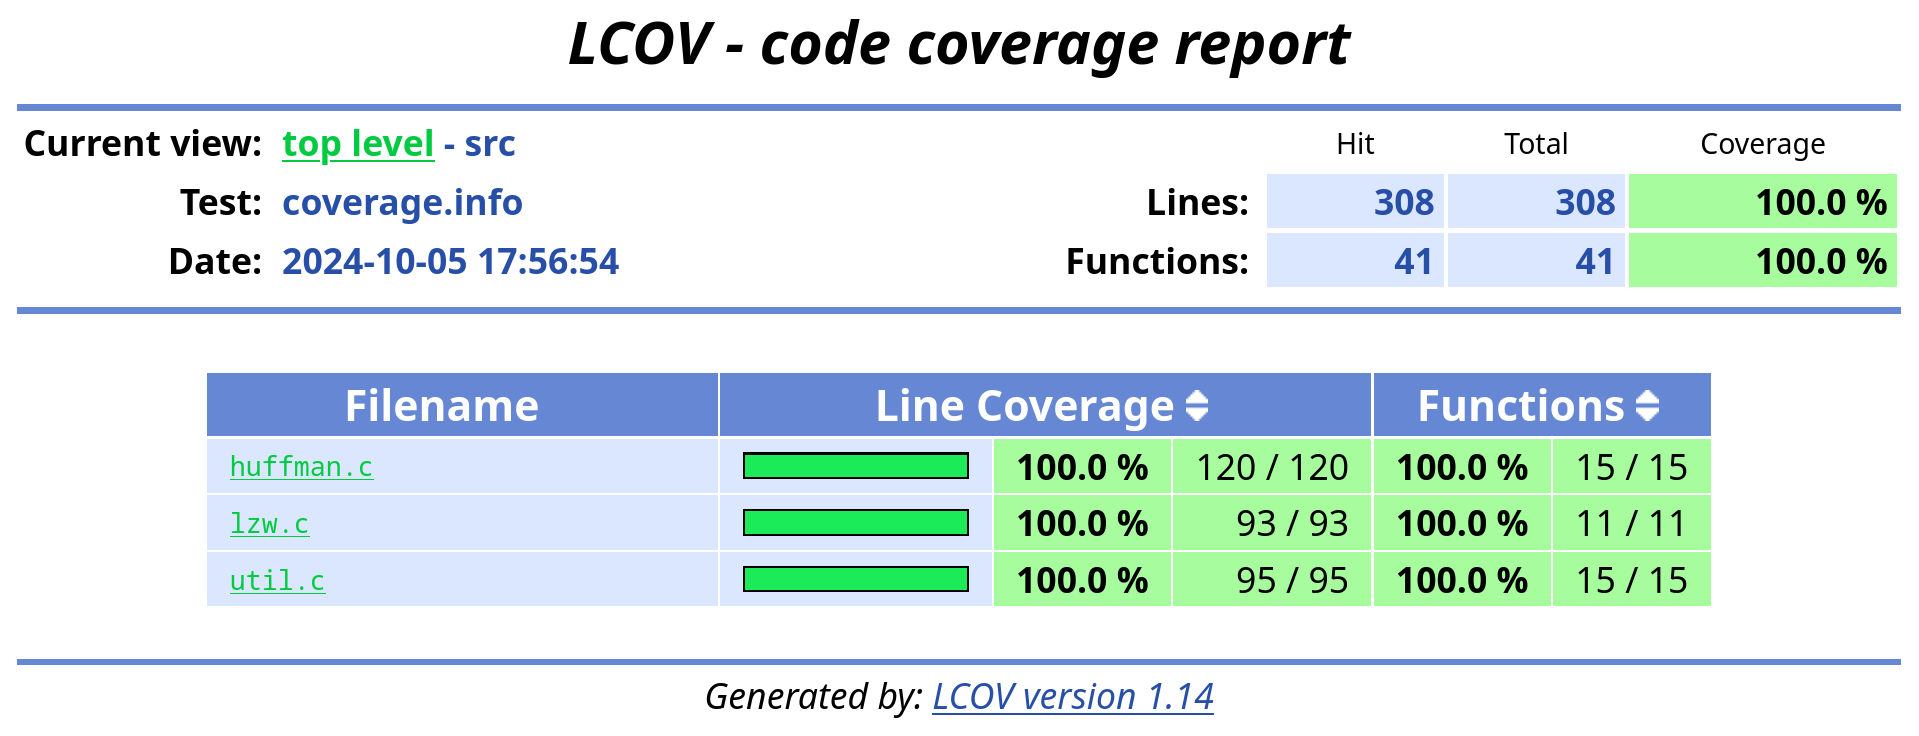 LCOV - code coverage report
Current view: top level - src Hit Total Coverage
Test: coverage.info Lines: 308 308 100.0 %
Date: 2024-10-05 17:56:54 Functions: 41 41 100.0 %
Filename Line Coverage Functions
huffman.c 100.0 % 120 / 120 100.0 % 15 / 15
lzw.c 100.0 % 93 / 93 100.0 % 11 / 11
util.c 100.0 % 95 / 95 100.0 % 15 / 15
Generated by: LCOV version 1.14